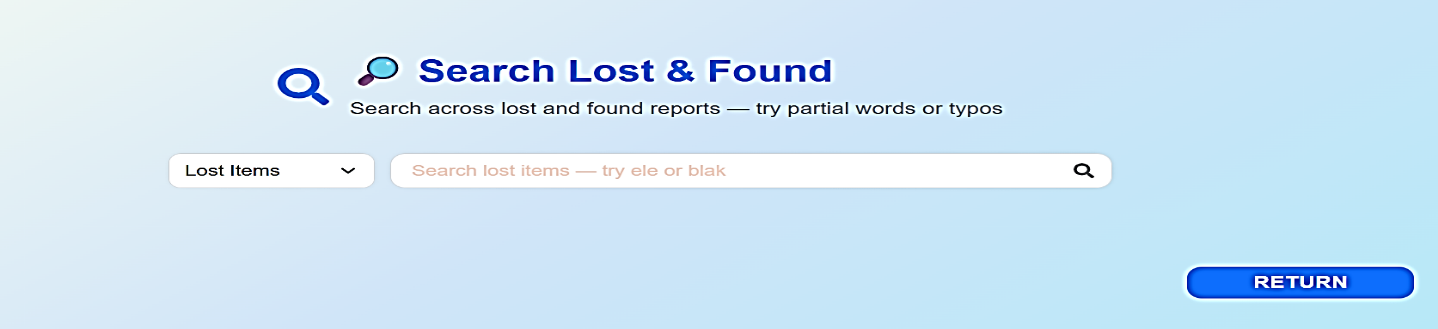 Search Lost & Found
Search across lost and found reports — try partial words or typos
Lost Items
Search lost items — try ele or blak
RETURN